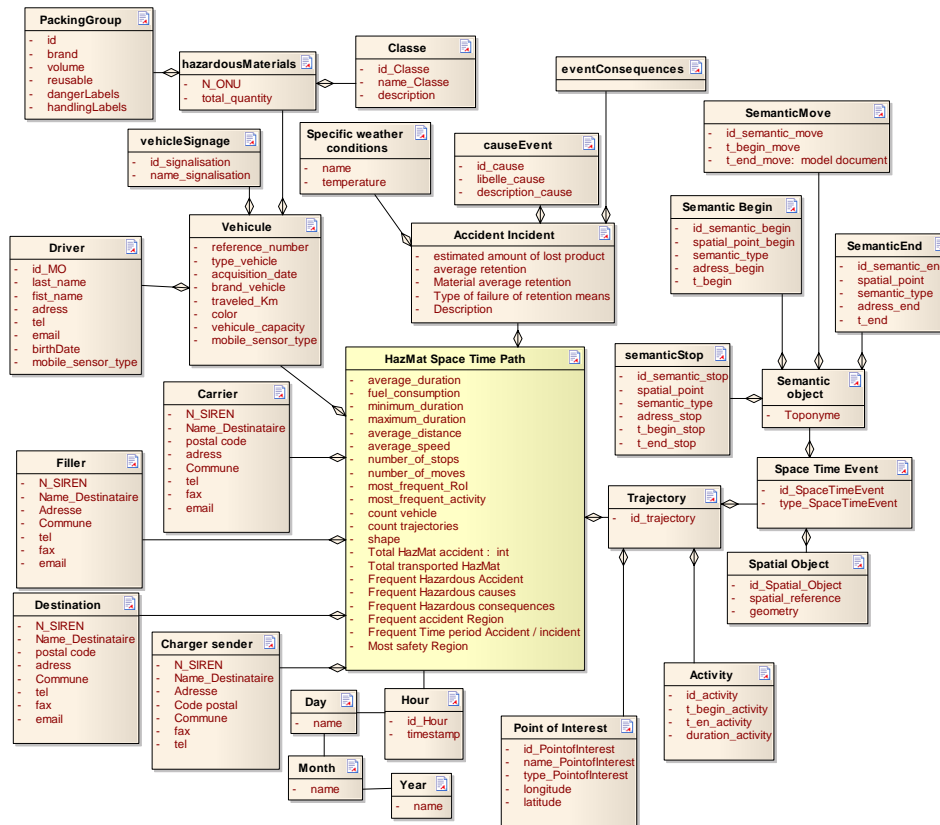 PackingGroup
- id
- brand
- volume
- reusable
- dangerLabels
- handlingLabels
hazardousMaterials
- N_ONU
- total_quantity
Classe
- id_Classe
- name_Classe
- description
eventConsequences
SemanticMove
- id_semantic_move
- t_begin_move
- t_end_move: model document
vehicleSignage
- id_signalisation
- name_signalisation
Specific weather
conditions
- name
- temperature
causeEvent
- id_cause
- libelle_cause
- description_cause
Semantic Begin
- id_semantic_begin
- spatial_point_begin
- semantic_type
- adress_begin
- t_begin
SemanticEnd
- id_semantic_en
- spatial_point
- semantic_type
- adress_end
- t_end
Driver
- id_MO
- last_name
- fist_name
- adress
- tel
- email
- birthDate
- mobile_sensor_type
Vehicule
- reference_number
- type_vehicle
- acquisition_date
- brand_vehicle
- traveled_Km
- color
- vehicule_capacity
- mobile_sensor_type
Accident Incident
- estimated amount of lost product
- average retention
- Material average retention
- Type of failure of retention means
- Description
HazMat Space Time Path
- average_duration
- fuel_consumption
- minimum_duration
- maximum_duration
- average_distance
- average_speed
- number_of_stops
- number_of_moves
- most_frequent_RoI
- most_frequent_activity
- count vehicle
- count trajectories
- shape
- Total HazMat accident : int
- Total transported HazMat
- Frequent Hazardous Accident
- Frequent Hazardous causes
- Frequent Hazardous consequences
- Frequent accident Region
- Frequent Time period Accident / incident
- Most safety Region
semanticStop
- id_semantic_stop
- spatial_point
- semantic_type
- adress_stop
- t_begin_stop
- t_end_stop
Semantic
object
- Toponyme
Carrier
- N_SIREN
- Name_Destinataire
- postal code
- adress
- Commune
- tel
- fax
- email
Filler
- N_SIREN
- Name_Destinataire
- Adresse
- Commune
- tel
- fax
- email
Trajectory
- id_trajectory
Space Time Event
- id_SpaceTimeEvent
- type_SpaceTimeEvent
Spatial Object
- id_Spatial_Object
- spatial_reference
- geometry
Destination
- N_SIREN
- Name_Destinataire
- postal code
- adress
- Commune
- tel
- fax
- email
Charger sender
- N_SIREN
- Name_Destinataire
- Adresse
- Code postal
- Commune
- fax
- tel
Day
- name
Hour
- id_Hour
- timestamp
Month
- name
Year
- name
Point of Interest
- id_PointofInterest
- name_PointofInterest
- type_PointofInterest
- longitude
- latitude
Activity
- id_activity
- t_begin_activity
- t_en_activity
- duration_activity